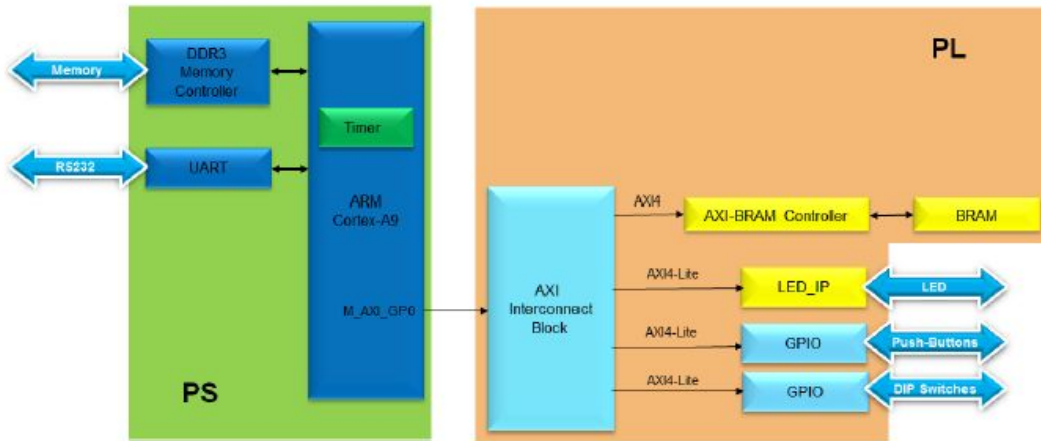 PL
DDR3
Memory
Controller
Memory
Timer
RS232
UART
ARM
Cortex-A9
AXI4
AXI-BRAM Controller
BRAM
AXI4-Lite
LED_IP
LED
AXI
Interconnect
Block
M_AXI_GP0
AXI4-Lite
GPIO
Push-Buttons
AXI4-Lite
GPIO
DIP Switches
PS